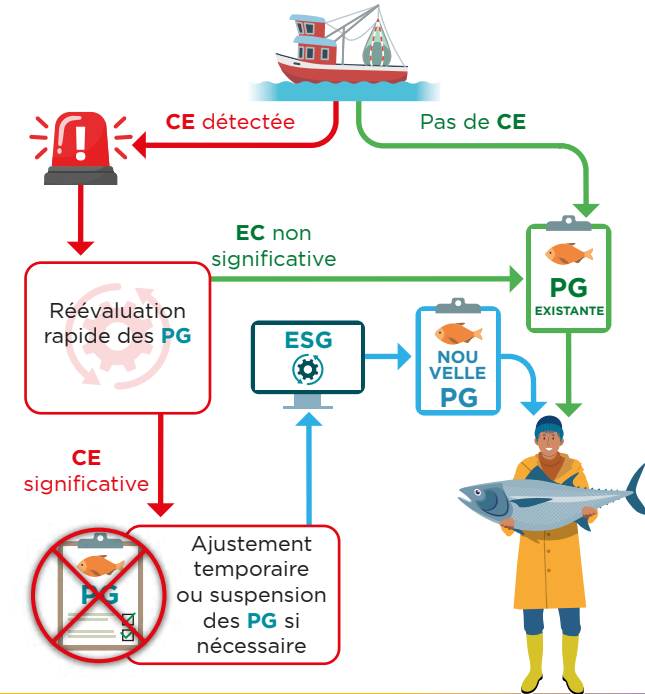 CE détectée
Pas de CE
!
EC non
significative
PG
EXISTANTE
Réévaluation
rapide des PG
ESG
NOU
VELLE
PG
CE
significative
PG
Ajustement
temporaire
ou suspension
des PG si
nécessaire